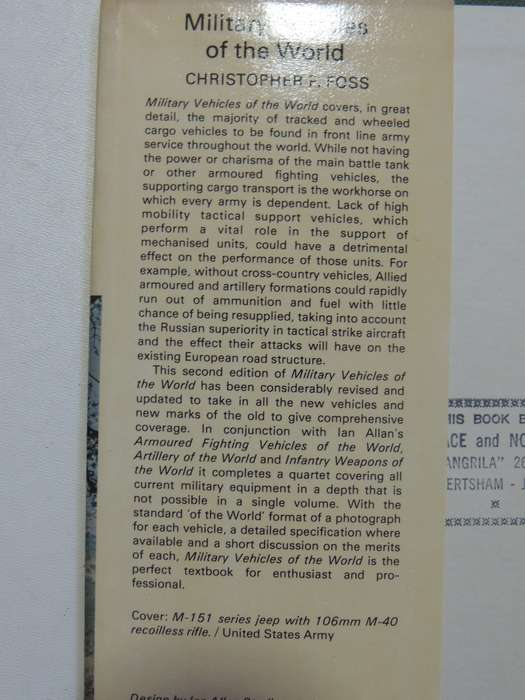 Military Vehicles
of the World
CHRISTOPHER F. FOSS
Military Vehicles of the World covers, in great
detail, the majority of tracked and wheeled
cargo vehicles to be found in front line army
service throughout the world. While not having
the power or charisma of the main battle tank
or other armoured fighting vehicles, the
supporting cargo transport is the workhorse on
which every army is dependent. Lack of high
mobility tactical support vehicles, which
perform a vital role in the support of
mechanised units, could have a detrimental
effect on the performance of those units. For
example, without cross-country vehicles, Allied
armoured and artillery formations could rapidly
run out of ammunition and fuel with little
chance of being resupplied, taking into account
the Russian superiority in tactical strike aircraft
and the effect their attacks will have on the
existing European road structure.
This second edition of Military Vehicles of
the World has been considerably revised and
updated to take in all the new vehicles and
new marks of the old to give comprehensive
coverage. In conjunction with Ian Allan's
Armoured Fighting Vehicles of the World,
Artillery of the World and Infantry Weapons of
the World it completes a quartet covering all
current military equipment in a depth that is
not possible in a single volume. With the
standard 'of the World' format of a photograph
for each vehicle, a detailed specification where
available and a short discussion on the merits
of each, Military Vehicles of the World is the
perfect textbook for enthusiast and pro-
fessional.
Cover: M-151 series jeep with 106mm M-40
recoilless rifle. / United States Army
HIS BOOK B
ACE and NO
ANGRILA" 26
ERTSHAM - J